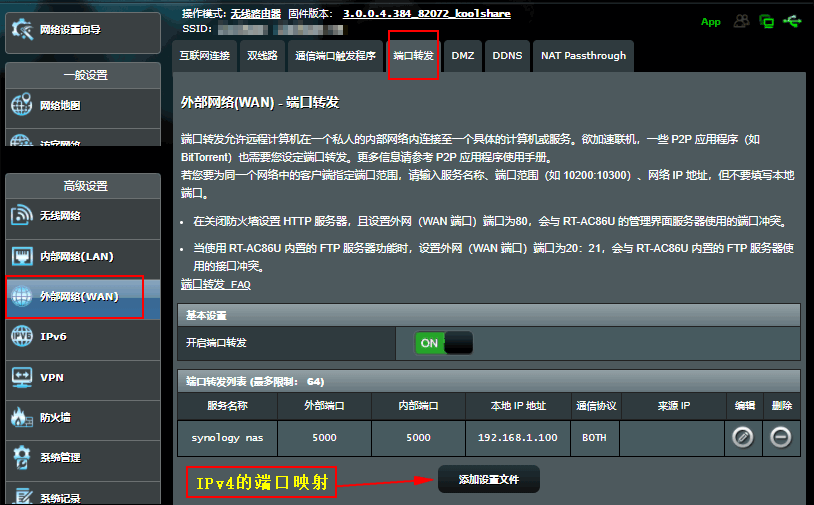 操作模式: 无线路由器 固件版本: 3.0.0.4.384_82072_koolshare
SSID:
App
网络设置向导
一般设置
网络地图
访客网络
高级设置
无线网络
内部网络(LAN)
外部网络(WAN)
IPv6
VPN
防火墙
系统管理
系统记录
互联网连接 双线路 通信端口触发程序 端口转发 DMZ DDNS NAT Passthrough
外部网络(WAN) - 端口转发
端口转发允许远程计算机在一个私人的内部网络内连接至一个具体的计算机或服务。欲加速联机，一些 P2P 应用程序（如
BitTorrent）也需要您设定端口转发。更多信息请参考 P2P 应用程序使用手册。
若您要为同一个网络中的客户端指定端口范围，请输入服务名称、端口范围（如 10200:10300）、网络 IP 地址，但不要填写本地
端口。
• 在关闭防火墙设置 HTTP 服务器，且设置外网（WAN 端口）端口为80，会与 RT-AC86U 的管理界面服务器使用的端口冲突。
• 当使用 RT-AC86U 内置的 FTP 服务器功能时，设置外网（WAN 端口）端口为20：21，会与 RT-AC86U 内置的 FTP 服务器使
用的接口冲突。
端口转发 FAQ
基本设置
开启端口转发 ON
端口转发列表 (最多限制： 64)
服务名称 外部端口 内部端口 本地 IP 地址 通信协议 来源 IP 编辑 删除
synology nas 5000 5000 192.168.1.100 BOTH
IPv4的端口映射
添加设置文件